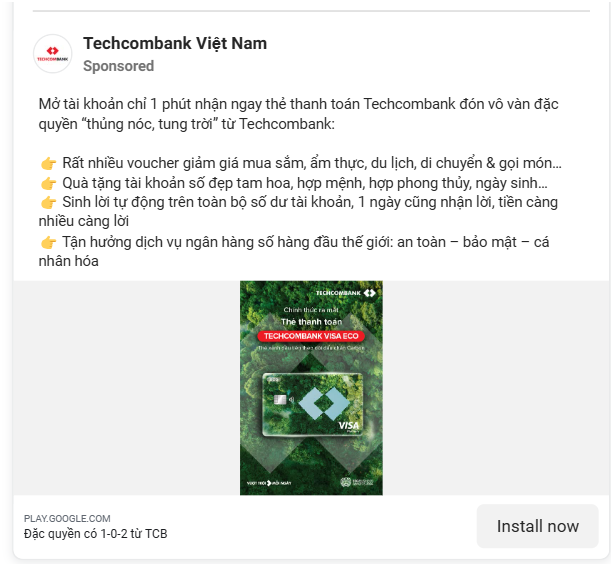 Techcombank Việt Nam
TECHCOMBANK
Sponsored
Mở tài khoản chỉ 1 phút nhận ngay thẻ thanh toán Techcombank đón vô vàn đặc
quyền “thủng nóc, tung trời” từ Techcombank:
👉 Rất nhiều voucher giảm giá mua sắm, ẩm thực, du lịch, di chuyển & gọi món...
👉 Quà tặng tài khoản số đẹp tam hoa, hợp mệnh, hợp phong thủy, ngày sinh...
👉 Sinh lời tự động trên toàn bộ số dư tài khoản, 1 ngày cũng nhận lời, tiền càng
nhiều càng lời
👉 Tận hưởng dịch vụ ngân hàng số hàng đầu thế giới: an toàn – bảo mật – cá
nhân hóa
TECHCOMBANK
Chính thức ra mắt
Thẻ thanh toán
TECHCOMBANK VISA ECO
VISA
VƯỢT TRỘI MỖI NGÀY
PLAY.GOOGLE.COM
Đặc quyền có 1-0-2 từ TCB
Install now